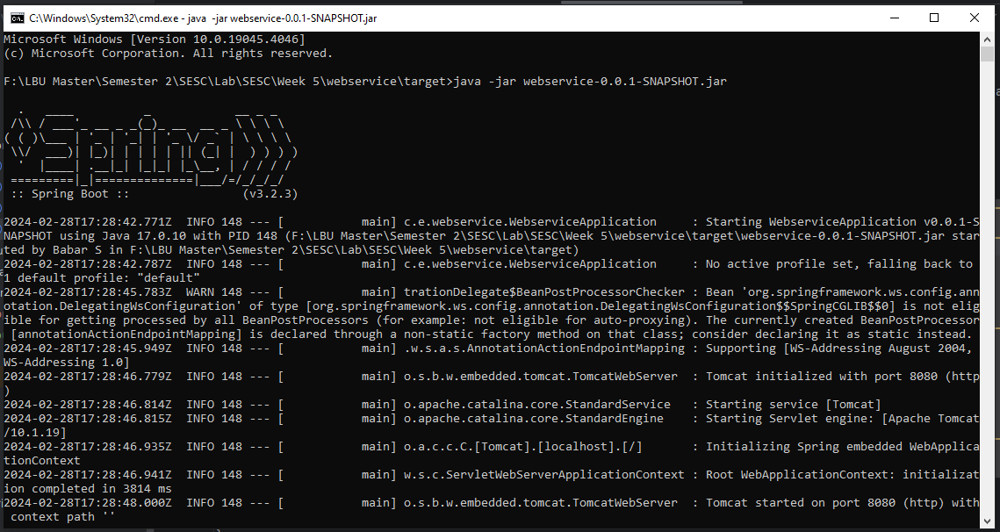 C:\Windows\System32\cmd.exe - java  -jar webservice-0.0.1-SNAPSHOT.jar
Microsoft Windows [Version 10.0.19045.4046]
(c) Microsoft Corporation. All rights reserved.
F:\LBU Master\Semester 2\SESC\Lab\SESC\Week 5\webservice\target>java -jar webservice-0.0.1-SNAPSHOT.jar
  .   ____          _            __ _ _
 /\\ / ___'_ __ _ _(_)_ __  __ _ \ \ \ \
( ( )\___ | '_ | '_| | '_ \/ _` | \ \ \ \
 \\/  ___)| |_)| | | | | || (_| |  ) ) ) )
  '  |____| .__|_| |_|_| |_\__, | / / / /
 =========|_|==============|___/=/_/_/_/
 :: Spring Boot ::                (v3.2.3)
2024-02-28T17:28:42.771Z  INFO 148 --- [           main] c.e.webservice.WebserviceApplication     : Starting WebserviceApplication v0.0.1-S
NAPSHOT using Java 17.0.10 with PID 148 (F:\LBU Master\Semester 2\SESC\Lab\SESC\Week 5\webservice\target\webservice-0.0.1-SNAPSHOT.jar star
ted by Babar S in F:\LBU Master\Semester 2\SESC\Lab\SESC\Week 5\webservice\target)
2024-02-28T17:28:42.787Z  INFO 148 --- [           main] c.e.webservice.WebserviceApplication     : No active profile set, falling back to
1 default profile: "default"
2024-02-28T17:28:45.783Z  WARN 148 --- [           main] trationDelegate$BeanPostProcessorChecker : Bean 'org.springframework.ws.config.ann
otation.DelegatingWsConfiguration' of type [org.springframework.ws.config.annotation.DelegatingWsConfiguration$$SpringCGLIB$$0] is not elig
ible for getting processed by all BeanPostProcessors (for example: not eligible for auto-proxying). The currently created BeanPostProcessor
 [annotationActionEndpointMapping] is declared through a non-static factory method on that class; consider declaring it as static instead.
2024-02-28T17:28:45.949Z  INFO 148 --- [           main] .w.s.a.s.AnnotationActionEndpointMapping : Supporting [WS-Addressing August 2004,
WS-Addressing 1.0]
2024-02-28T17:28:46.779Z  INFO 148 --- [           main] o.s.b.w.embedded.tomcat.TomcatWebServer  : Tomcat initialized with port 8080 (http
)
2024-02-28T17:28:46.814Z  INFO 148 --- [           main] o.apache.catalina.core.StandardService   : Starting service [Tomcat]
2024-02-28T17:28:46.815Z  INFO 148 --- [           main] o.apache.catalina.core.StandardEngine    : Starting Servlet engine: [Apache Tomcat
/10.1.19]
2024-02-28T17:28:46.935Z  INFO 148 --- [           main] o.a.c.c.C.[Tomcat].[localhost].[/]       : Initializing Spring embedded WebApplica
tionContext
2024-02-28T17:28:46.941Z  INFO 148 --- [           main] w.s.c.ServletWebServerApplicationContext : Root WebApplicationContext: initializat
ion completed in 3814 ms
2024-02-28T17:28:48.000Z  INFO 148 --- [           main] o.s.b.w.embedded.tomcat.TomcatWebServer  : Tomcat started on port 8080 (http) with
 context path ''